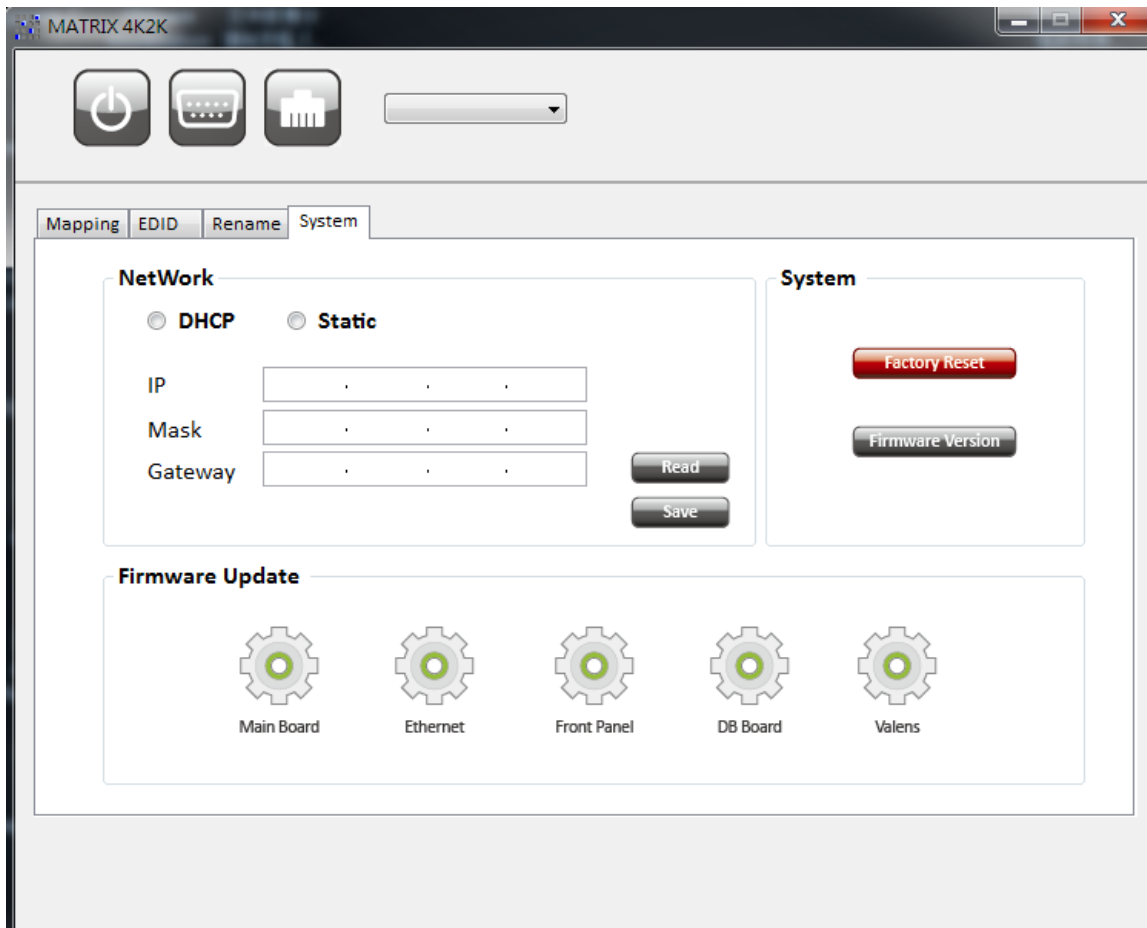 MATRIX 4K2K
Mapping EDID Rename System
NetWork
DHCP Static
IP . . .
Mask . . .
Gateway . . .
Read
Save
System
Factory Reset
Firmware Version
Firmware Update
Main Board Ethernet Front Panel DB Board Valens